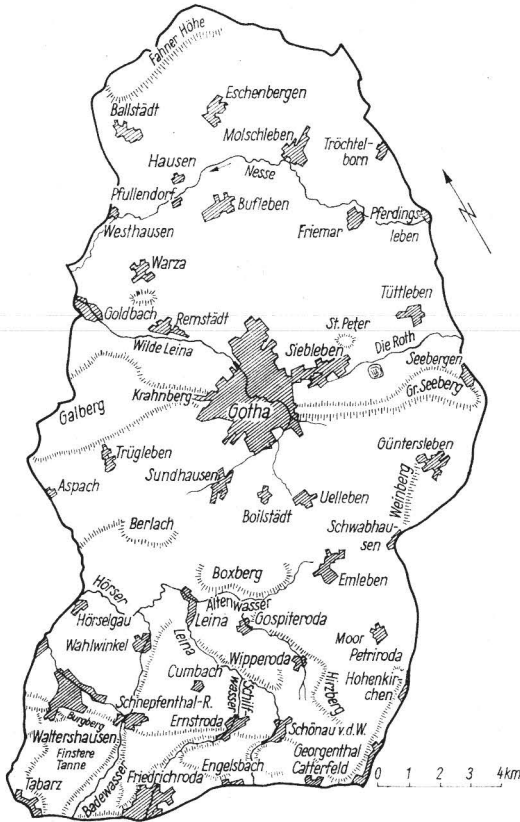 Fahner Höhe
Eschenbergen
Ballstädt
Molschleben
Tröchtel-
born
Hausen
Nesse
Pfullendorf
Bufleben
Pferdings-
leben
Westhausen
Friemar
N
Warza
Tüttleben
Goldbach
Remstädt
St. Peter
Die Roth
Wilde Leina
Siebleben
Seebergen
Krahnberg
Gr. Seeberg
Galberg
Gotha
Trügleben
Güntersleben
Sundhausen
Aspach
Weinberg
Boilstädt
Uelleben
Berlach
Schwabhau-
sen
Boxberg
Emleben
Hörsel
Altenwasser
Hörselgau
Leina
Gospiteroda
Wahlwinkel
Leina
Moor
Petriroda
Wipperoda
Hohenkir-
chen
Cumbach
Schilf-
wasser
Hirzberg
Schnepfenthal-R.
Burgberg
Ernstroda
Schönau v.d.W.
Waltershausen
Finstere
Tanne
Georgenthal
Engelsbach
Catterfeld
Tabarz
Badewasser
Friedrichroda
0 1 2 3 4 km